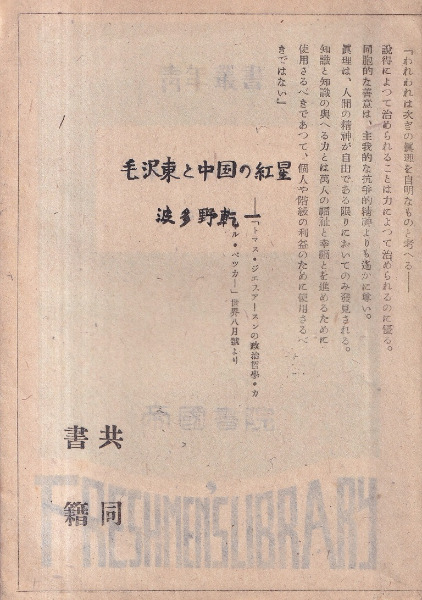 「われわれは次ぎの眞理を自明なものと考へる――
説得によつて治められることは力によつて治められるのに優る。
同胞的な善意は、主我的な抗爭的精神よりも遙かに尊い。
眞理は、人間の精神が自由である限りにおいてのみ發見される。
知識と知識の與へる力とは萬人の福祉と幸福とを進めるために
使用さるべきであつて、個人や階級の利益のために使用さるべ
きではない」
――「トマス・ジエフアースンの政治哲學・カ
ール・ベツカー」世界八月號より
毛沢東と中国の紅星
波多野乾一
共同
書籍
FRESHMEN'S LIBRARY